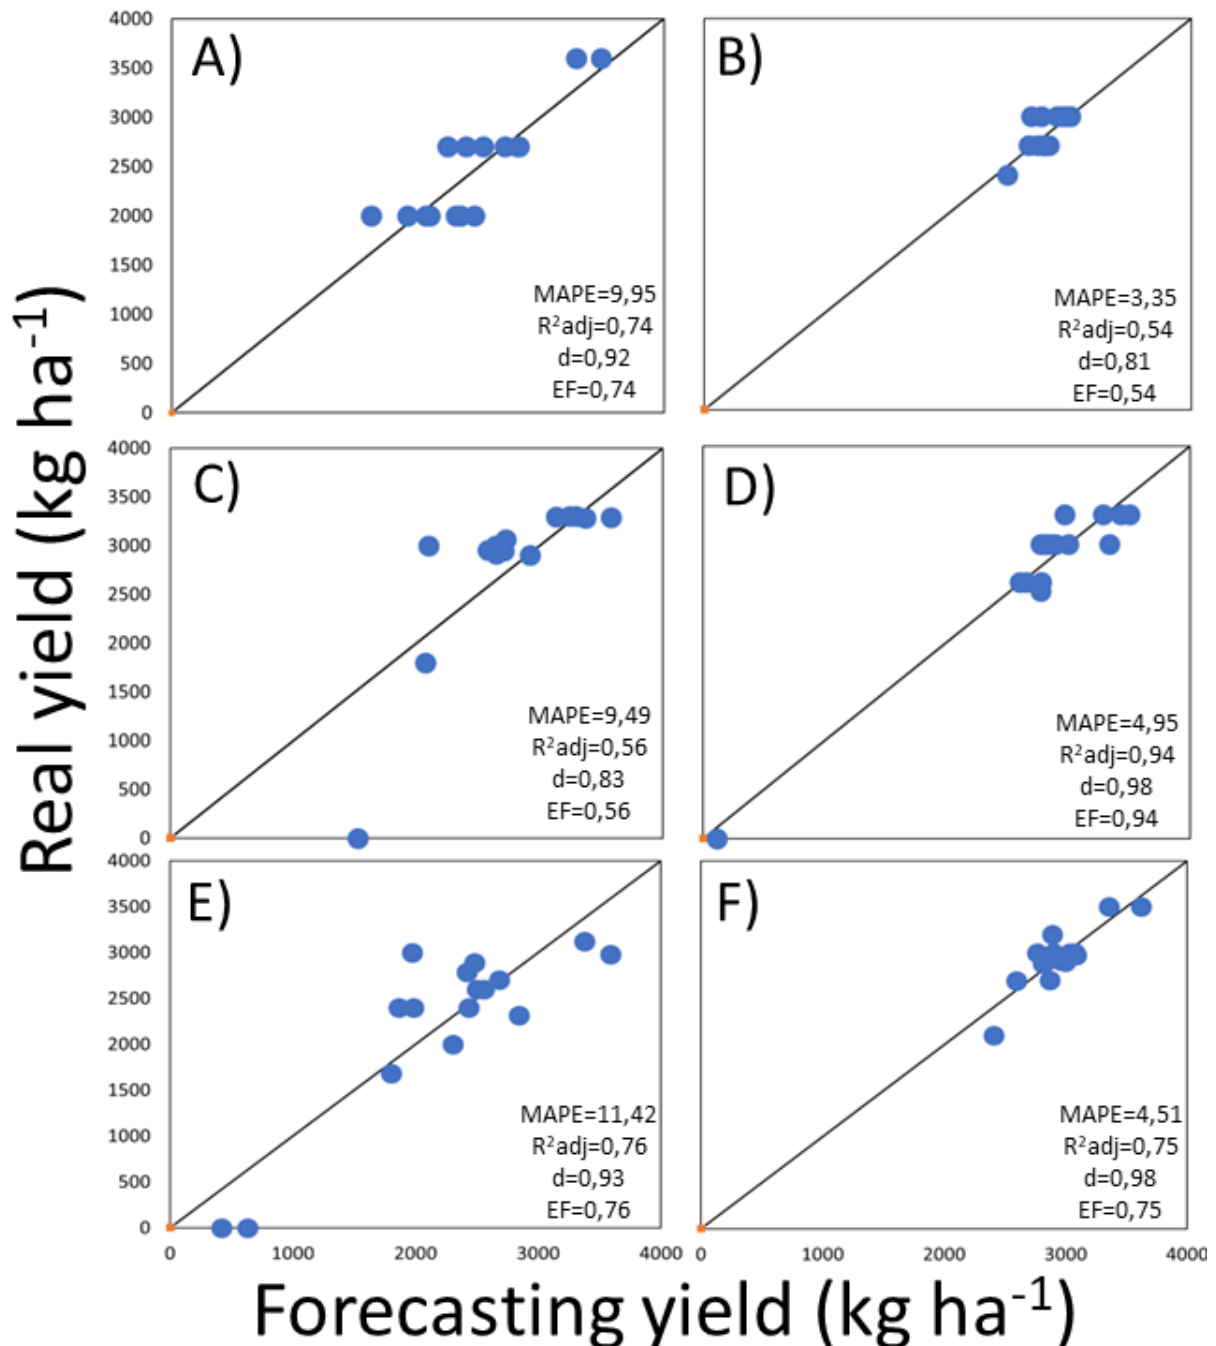 Real yield (kg ha⁻¹)
A)
4000
3500
3000
2500
2000
1500
1000
500
0
MAPE=9,95
R²adj=0,74
d=0,92
EF=0,74
B)
MAPE=3,35
R²adj=0,54
d=0,81
EF=0,54
C)
4000
3500
3000
2500
2000
1500
1000
500
0
MAPE=9,49
R²adj=0,56
d=0,83
EF=0,56
D)
MAPE=4,95
R²adj=0,94
d=0,98
EF=0,94
E)
4000
3500
3000
2500
2000
1500
1000
500
0
MAPE=11,42
R²adj=0,76
d=0,93
EF=0,76
0 1000 2000 3000 4000
F)
MAPE=4,51
R²adj=0,75
d=0,98
EF=0,75
0 1000 2000 3000 4000
Forecasting yield (kg ha⁻¹)